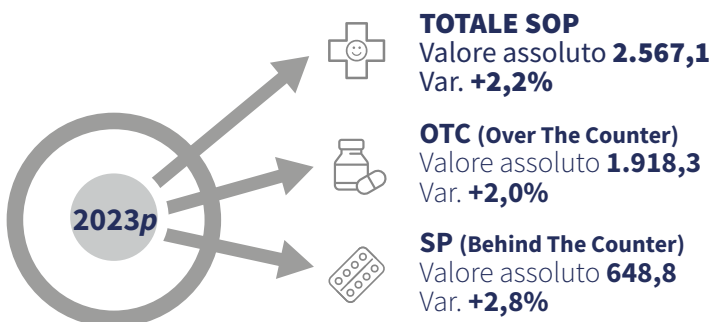 2023p
TOTALE SOP
Valore assoluto 2.567,1
Var. +2,2%
OTC (Over The Counter)
Valore assoluto 1.918,3
Var. +2,0%
SP (Behind The Counter)
Valore assoluto 648,8
Var. +2,8%